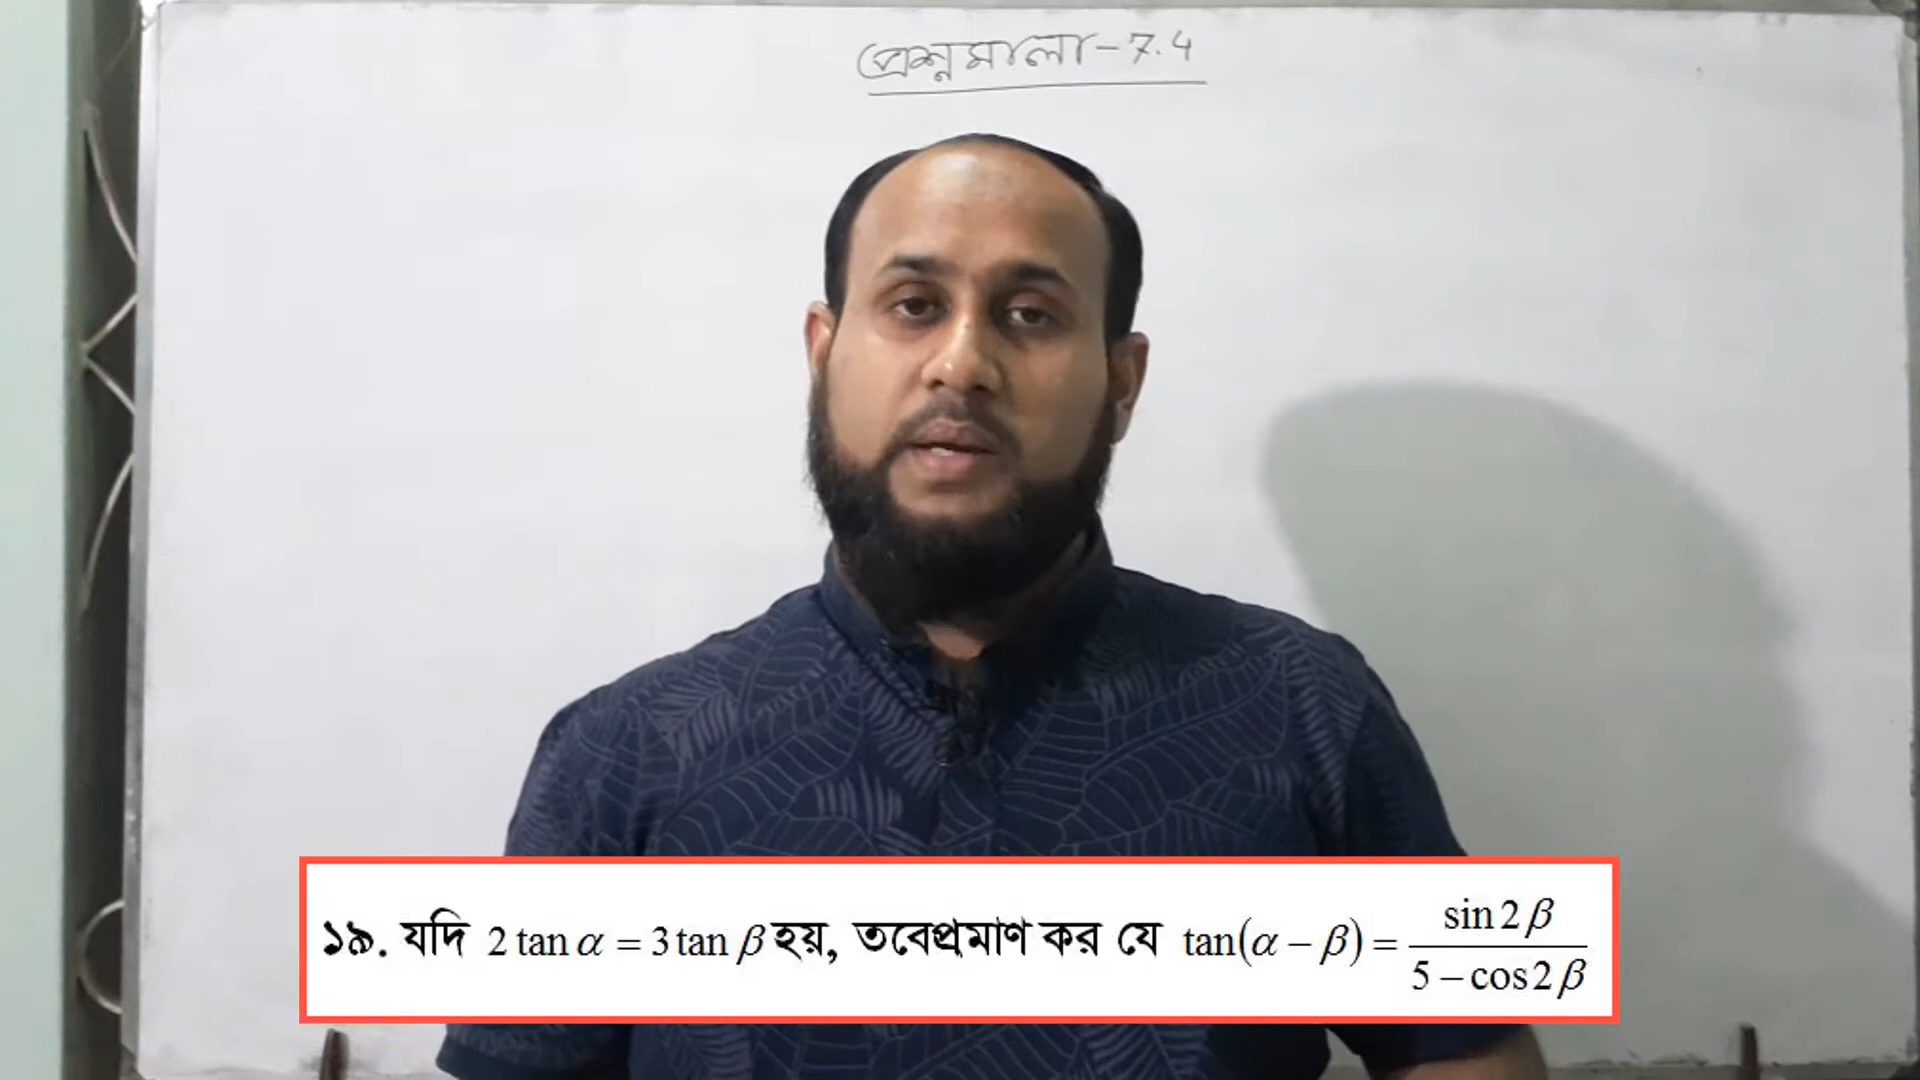 প্রশ্নমালা-7.4
১৯. যদি 2 tan α = 3 tan β হয়, তবেপ্রমাণ কর যে tan(α − β) = sin 2β / 5 − cos 2β